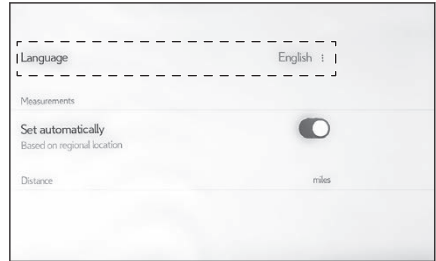 Language English
Measurements
Set automatically
Based on regional location
Distance miles